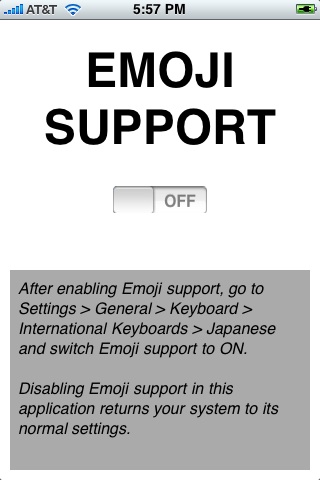 AT&T 5:57 PM
EMOJI
SUPPORT
OFF
After enabling Emoji support, go to
Settings > General > Keyboard >
International Keyboards > Japanese
and switch Emoji support to ON.
Disabling Emoji support in this
application returns your system to its
normal settings.